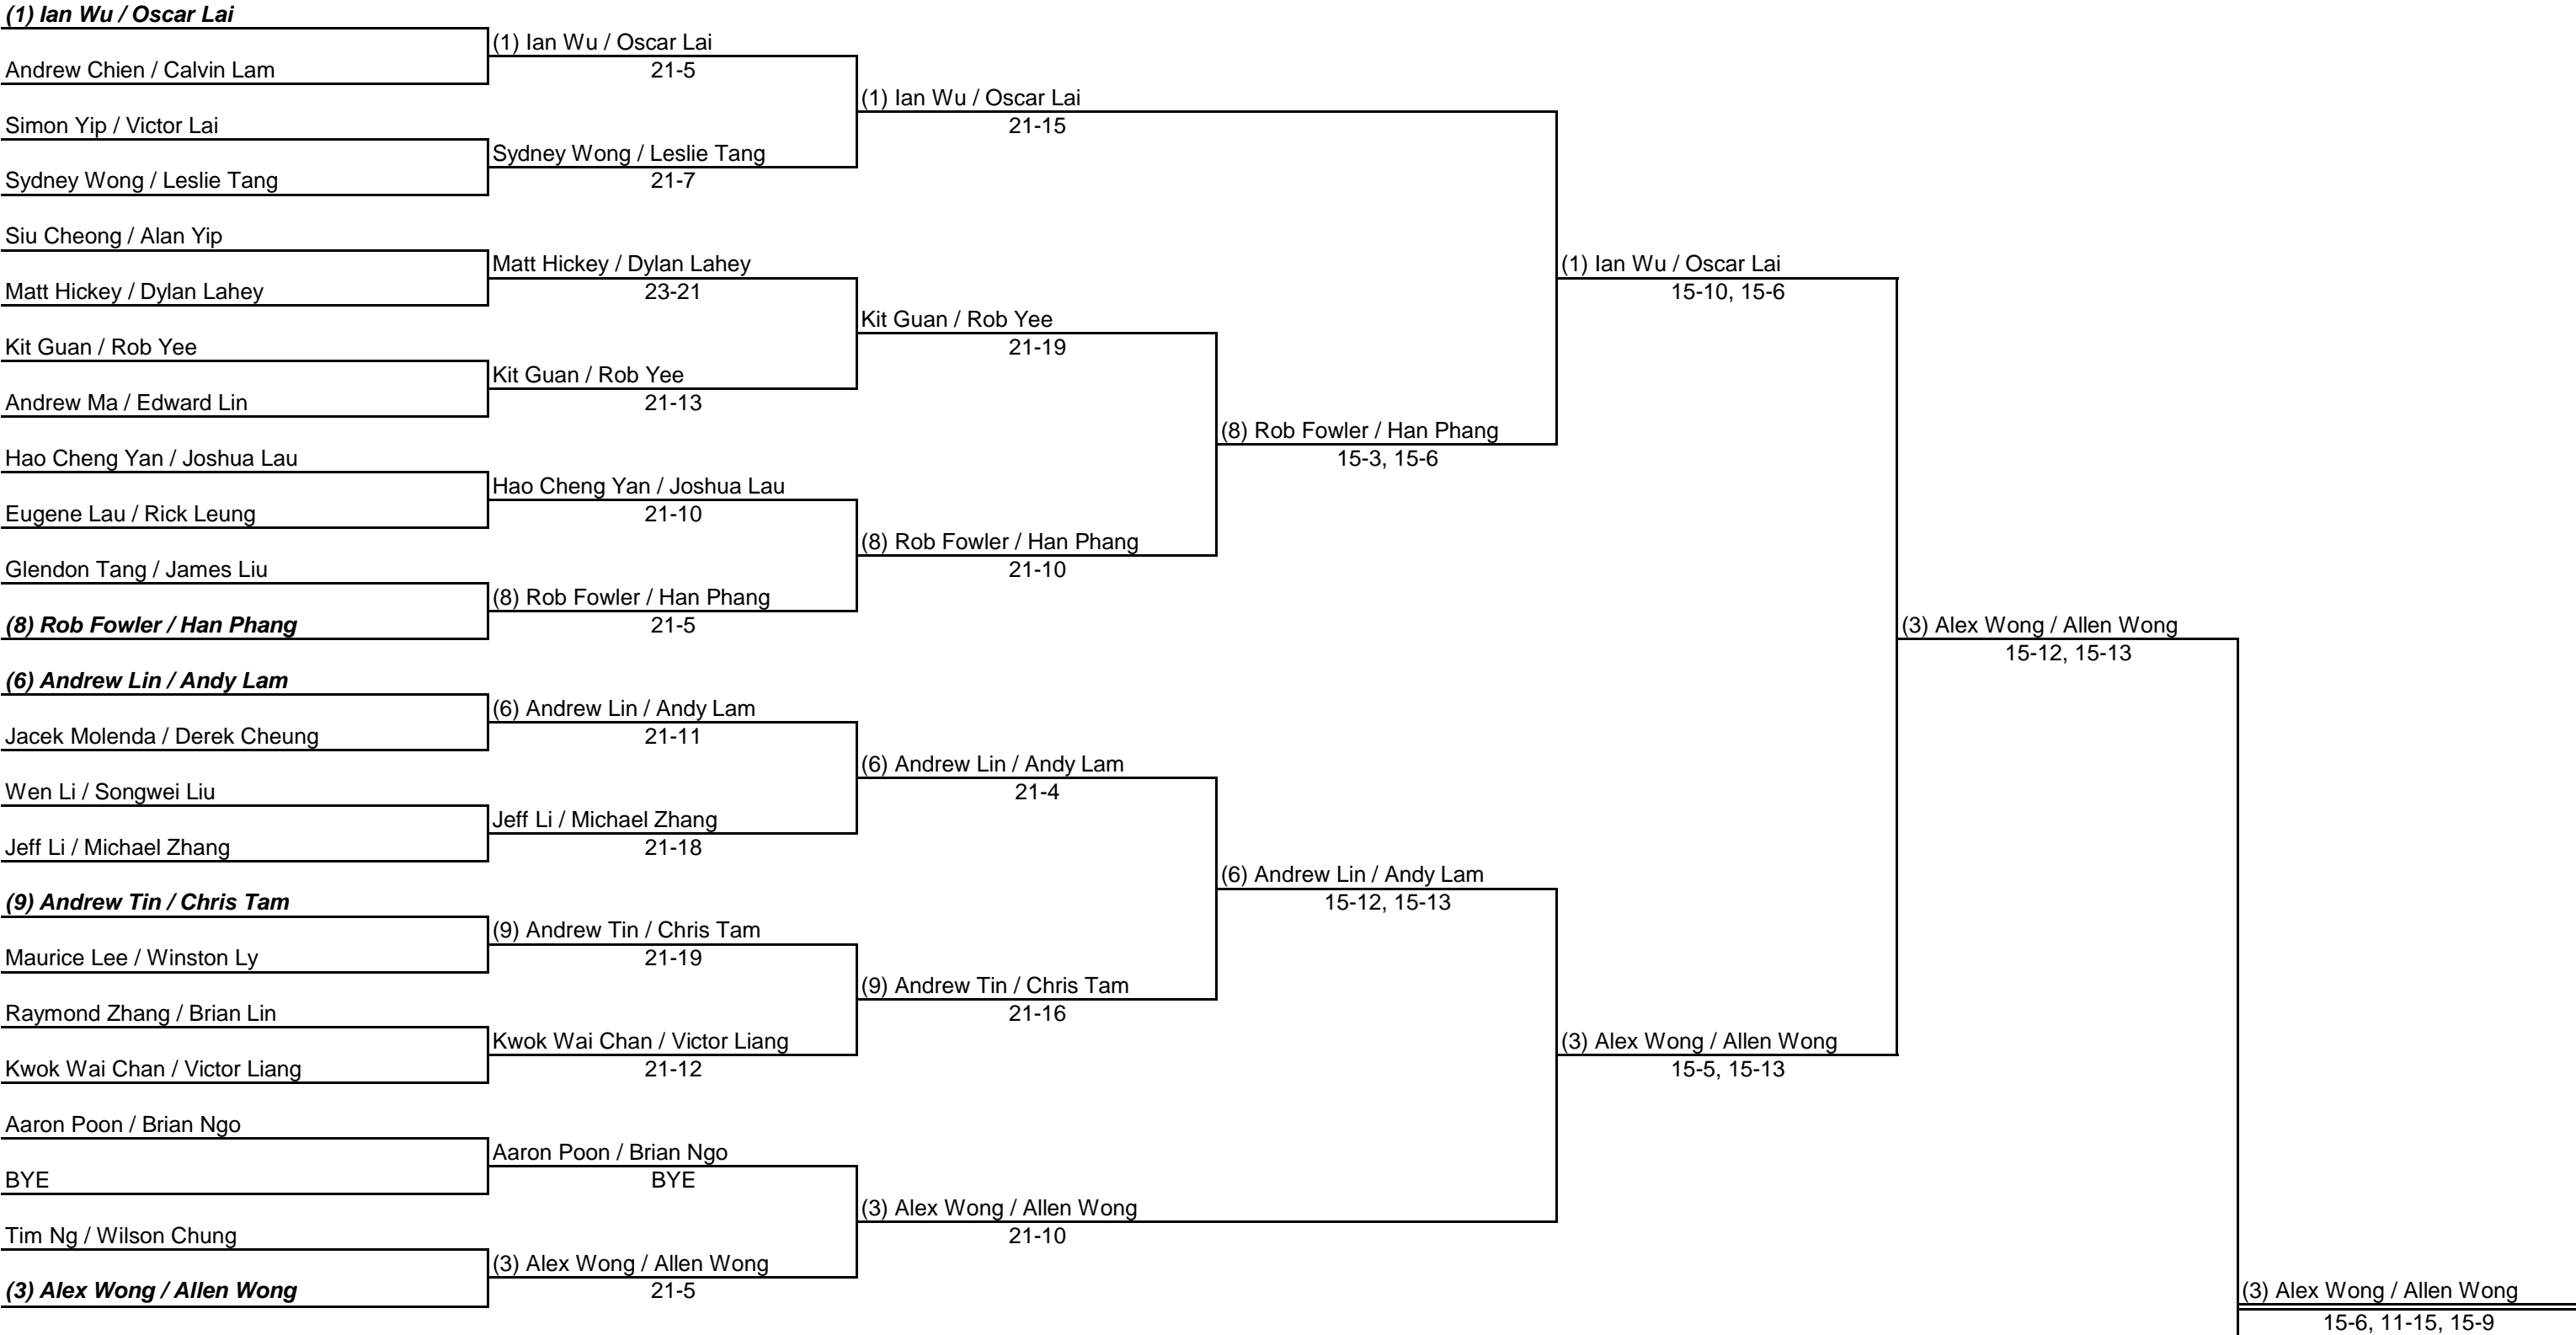 (1) Ian Wu / Oscar Lai
(1) Ian Wu / Oscar Lai
Andrew Chien / Calvin Lam
21-5
(1) Ian Wu / Oscar Lai
Simon Yip / Victor Lai
21-15
Sydney Wong / Leslie Tang
Sydney Wong / Leslie Tang
21-7
Siu Cheong / Alan Yip
Matt Hickey / Dylan Lahey
(1) Ian Wu / Oscar Lai
Matt Hickey / Dylan Lahey
23-21
15-10, 15-6
Kit Guan / Rob Yee
Kit Guan / Rob Yee
21-19
Kit Guan / Rob Yee
Andrew Ma / Edward Lin
21-13
(8) Rob Fowler / Han Phang
Hao Cheng Yan / Joshua Lau
15-3, 15-6
Hao Cheng Yan / Joshua Lau
Eugene Lau / Rick Leung
21-10
(8) Rob Fowler / Han Phang
Glendon Tang / James Liu
21-10
(8) Rob Fowler / Han Phang
(8) Rob Fowler / Han Phang
21-5
(3) Alex Wong / Allen Wong
15-12, 15-13
(6) Andrew Lin / Andy Lam
(6) Andrew Lin / Andy Lam
Jacek Molenda / Derek Cheung
21-11
(6) Andrew Lin / Andy Lam
Wen Li / Songwei Liu
21-4
Jeff Li / Michael Zhang
Jeff Li / Michael Zhang
21-18
(6) Andrew Lin / Andy Lam
(9) Andrew Tin / Chris Tam
15-12, 15-13
(9) Andrew Tin / Chris Tam
Maurice Lee / Winston Ly
21-19
(9) Andrew Tin / Chris Tam
Raymond Zhang / Brian Lin
21-16
Kwok Wai Chan / Victor Liang
(3) Alex Wong / Allen Wong
Kwok Wai Chan / Victor Liang
21-12
15-5, 15-13
Aaron Poon / Brian Ngo
Aaron Poon / Brian Ngo
BYE
BYE
(3) Alex Wong / Allen Wong
Tim Ng / Wilson Chung
21-10
(3) Alex Wong / Allen Wong
(3) Alex Wong / Allen Wong
21-5
(3) Alex Wong / Allen Wong
15-6, 11-15, 15-9